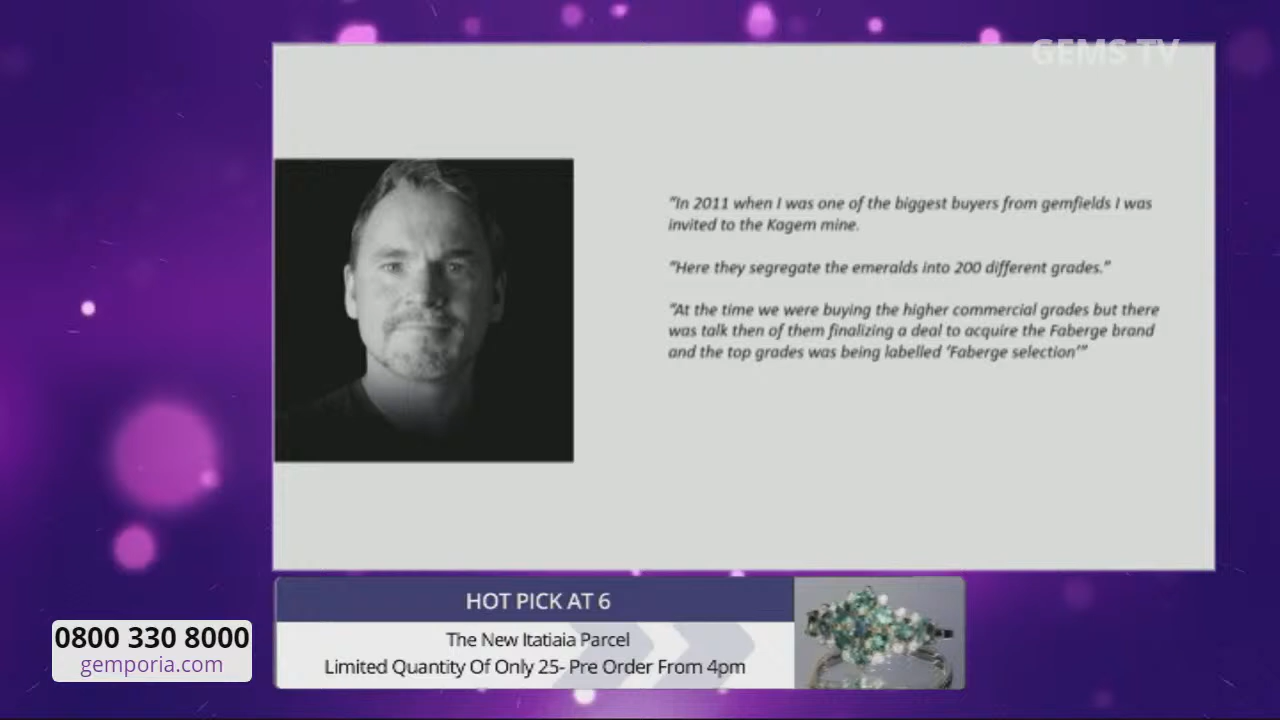 GEMS TV
"In 2011 when I was one of the biggest buyers from gemfields I was
invited to the Kagem mine.
"Here they segregate the emeralds into 200 different grades."
"At the time we were buying the higher commercial grades but there
was talk then of them finalizing a deal to acquire the Faberge brand
and the top grades was being labelled 'Faberge selection'"
HOT PICK AT 6
The New Itatiaia Parcel
Limited Quantity Of Only 25- Pre Order From 4pm
0800 330 8000
gemporia.com